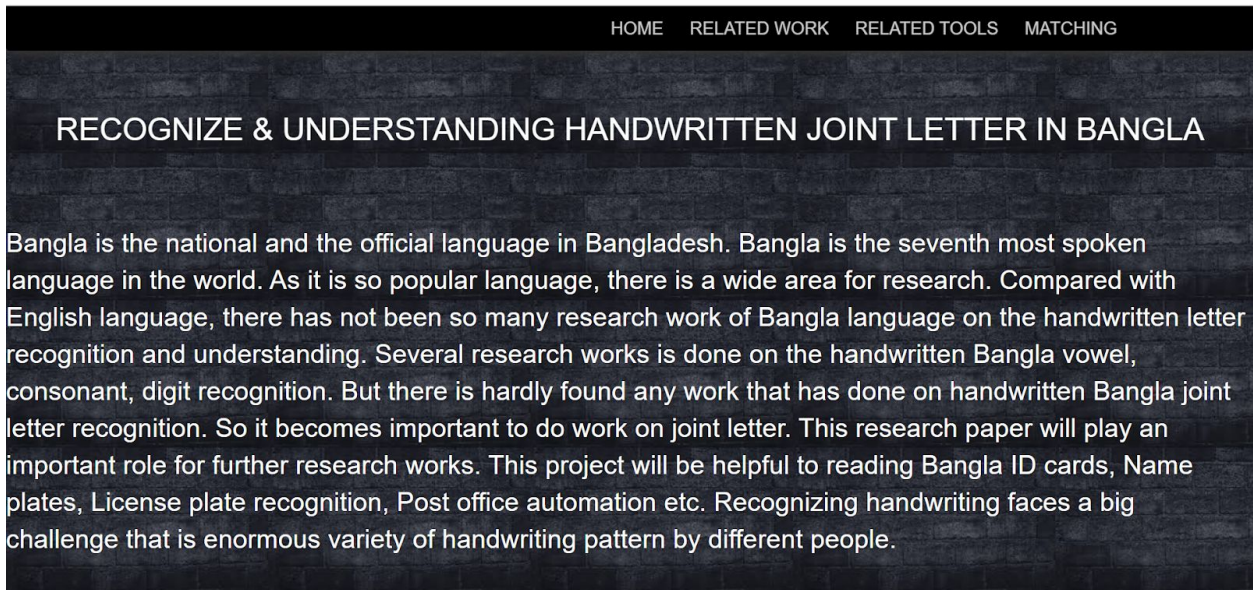 HOME RELATED WORK RELATED TOOLS MATCHING
RECOGNIZE & UNDERSTANDING HANDWRITTEN JOINT LETTER IN BANGLA
Bangla is the national and the official language in Bangladesh. Bangla is the seventh most spoken
language in the world. As it is so popular language, there is a wide area for research. Compared with
English language, there has not been so many research work of Bangla language on the handwritten letter
recognition and understanding. Several research works is done on the handwritten Bangla vowel,
consonant, digit recognition. But there is hardly found any work that has done on handwritten Bangla joint
letter recognition. So it becomes important to do work on joint letter. This research paper will play an
important role for further research works. This project will be helpful to reading Bangla ID cards, Name
plates, License plate recognition, Post office automation etc. Recognizing handwriting faces a big
challenge that is enormous variety of handwriting pattern by different people.